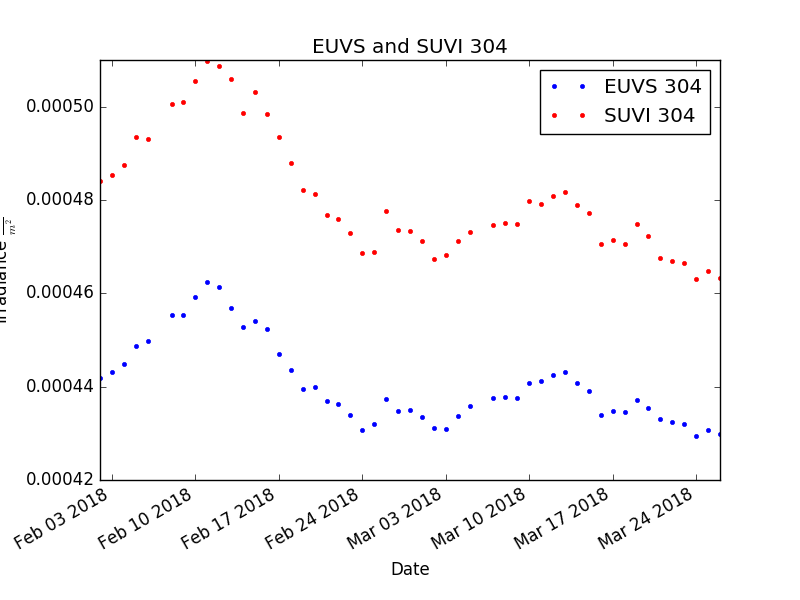 EUVS and SUVI 304
EUVS 304
SUVI 304
0.00050
0.00048
0.00046
0.00044
0.00042
Feb 03 2018
Feb 10 2018
Feb 17 2018
Feb 24 2018
Mar 03 2018
Mar 10 2018
Mar 17 2018
Mar 24 2018
Date